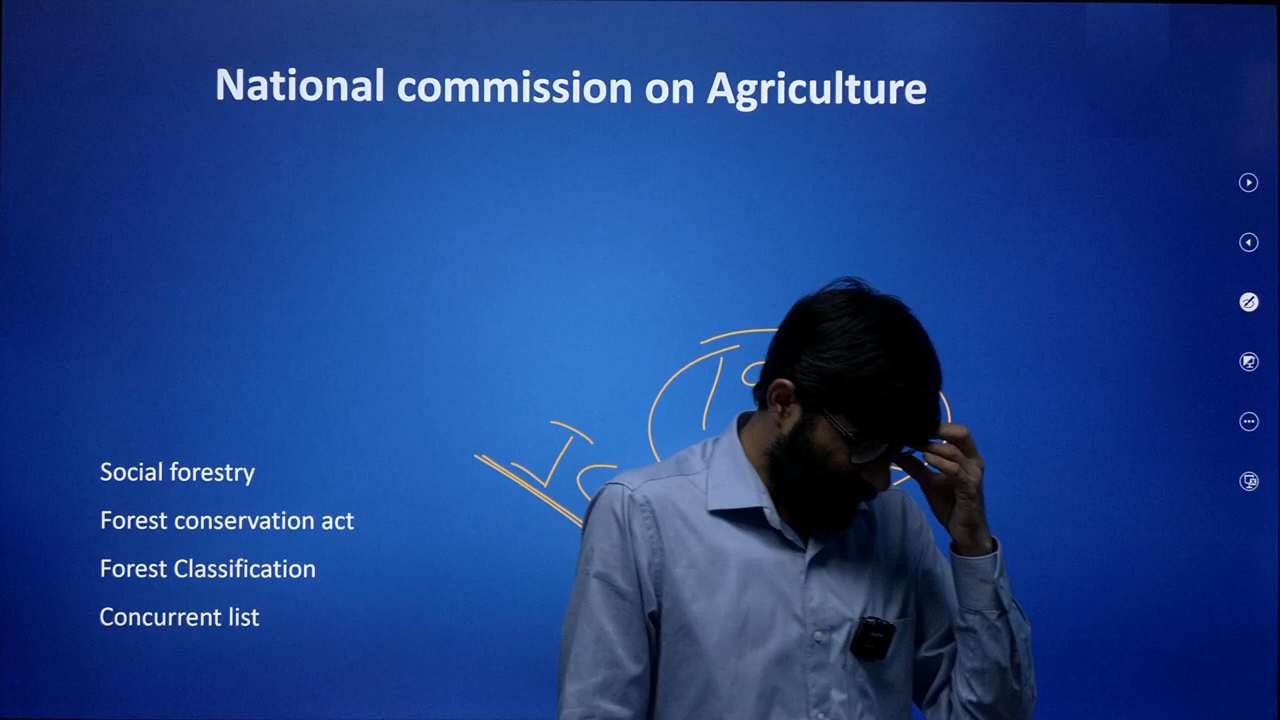 National commission on Agriculture
Social forestry
Forest conservation act
Forest Classification
Concurrent list